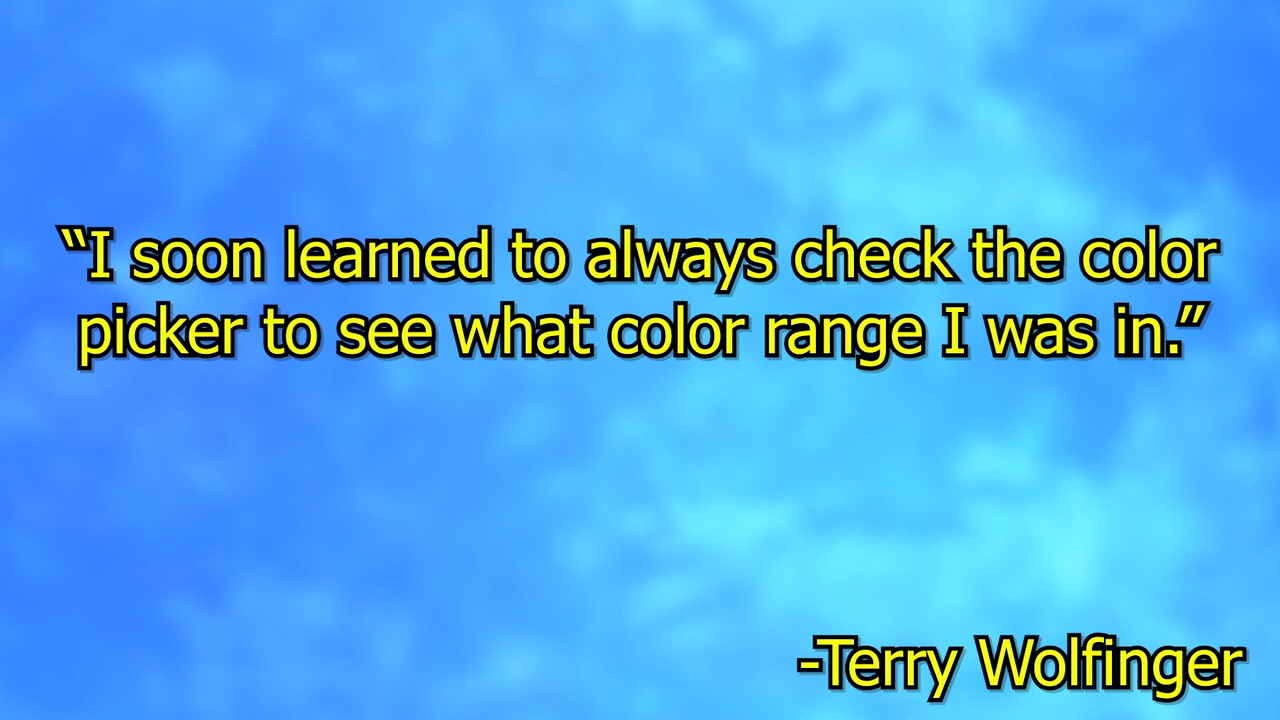 “I soon learned to always check the color
picker to see what color range I was in.”
-Terry Wolfinger